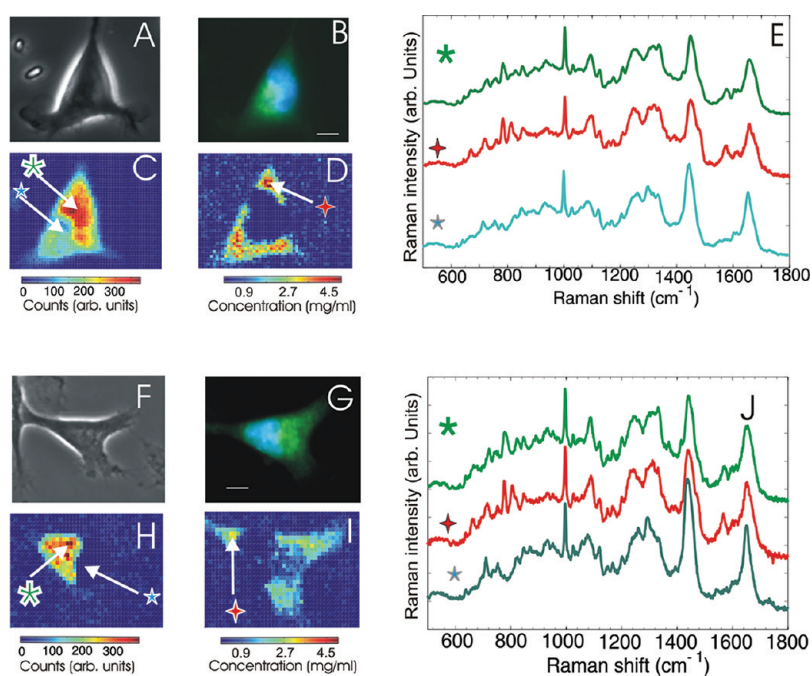 A
B
E
C
D
0 100 200 300
Counts (arb. units)
0.9 2.7 4.5
Concentration (mg/ml)
Raman intensity (arb. Units)
600 800 1000 1200 1400 1600 1800
Raman shift (cm-1)
F
G
J
H
I
0 100 200 300
Counts (arb. units)
0.9 2.7 4.5
Concentration (mg/ml)
Raman intensity (arb. Units)
600 800 1000 1200 1400 1600 1800
Raman shift (cm-1)